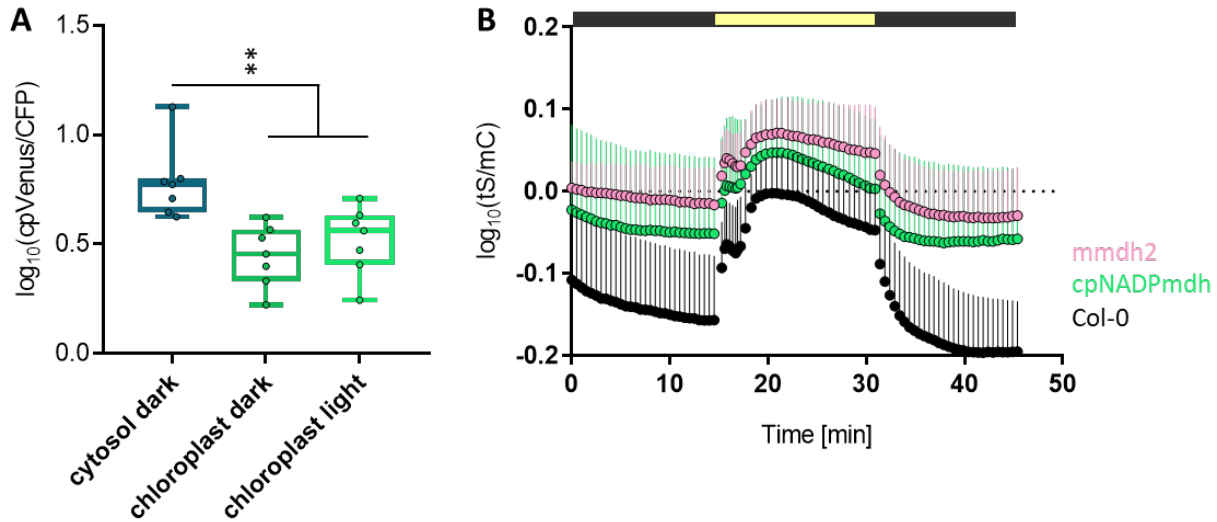 A
log₁₀(cpVenus/CFP)
1.5
1.0
0.5
0.0
**
cytosol dark
chloroplast dark
chloroplast light
B
log₁₀(tS/mC)
0.2
0.1
0.0
-0.1
-0.2
0 10 20 30 40 50
Time [min]
mmdh2
cpNADPmdh
Col-0